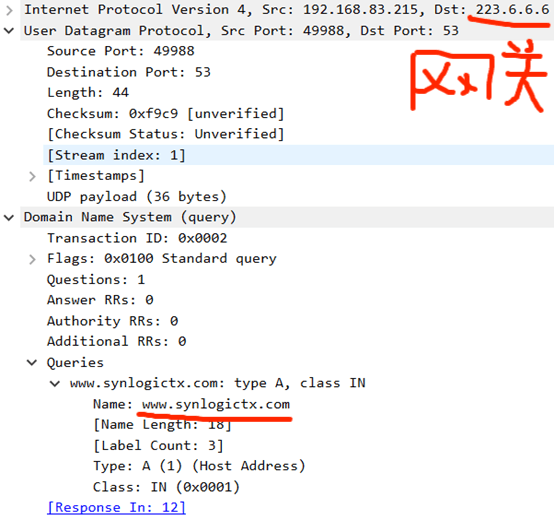 Internet Protocol Version 4, Src: 192.168.83.215, Dst: 223.6.6.6
User Datagram Protocol, Src Port: 49988, Dst Port: 53
网关
Source Port: 49988
Destination Port: 53
Length: 44
Checksum: 0xf9c9 [unverified]
[Checksum Status: Unverified]
[Stream index: 1]
[Timestamps]
UDP payload (36 bytes)
Domain Name System (query)
Transaction ID: 0x0002
Flags: 0x0100 Standard query
Questions: 1
Answer RRs: 0
Authority RRs: 0
Additional RRs: 0
Queries
www.synlogictx.com: type A, class IN
Name: www.synlogictx.com
[Name Length: 18]
[Label Count: 3]
Type: A (1) (Host Address)
Class: IN (0x0001)
[Response In: 12]